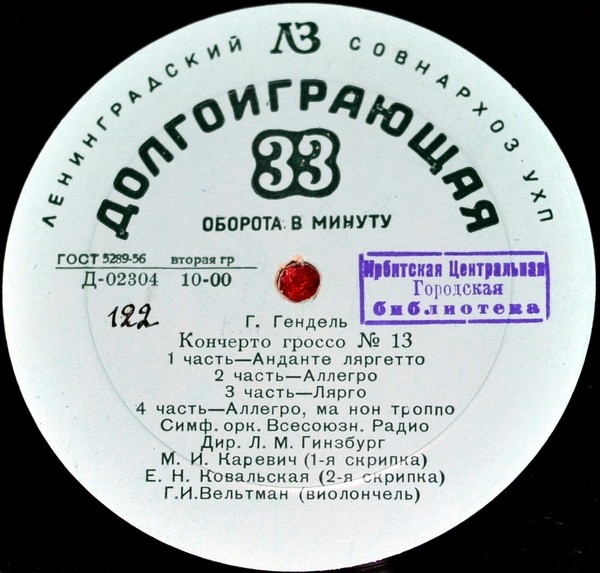 ЛЕНИНГРАДСКИЙ ЛЗ СОВНАРХОЗ УХП
ДОЛГОИГРАЮЩАЯ
33
ОБОРОТА В МИНУТУ
ГОСТ 5289-56 вторая гр
Д-02304 10-00
122
Ирбитская Центральная
Городская
библиотека
Г. Гендель
Кончерто гроссо № 13
1 часть—Анданте ляргетто
2 часть—Аллегро
3 часть—Лярго
4 часть—Аллегро, ма нон троппо
Симф. орк. Всесоюзн. Радио
Дир. Л. М. Гинзбург
М. И. Каревич (1-я скрипка)
Е. Н. Ковальская (2-я скрипка)
Г.И.Вельтман (виолончель)